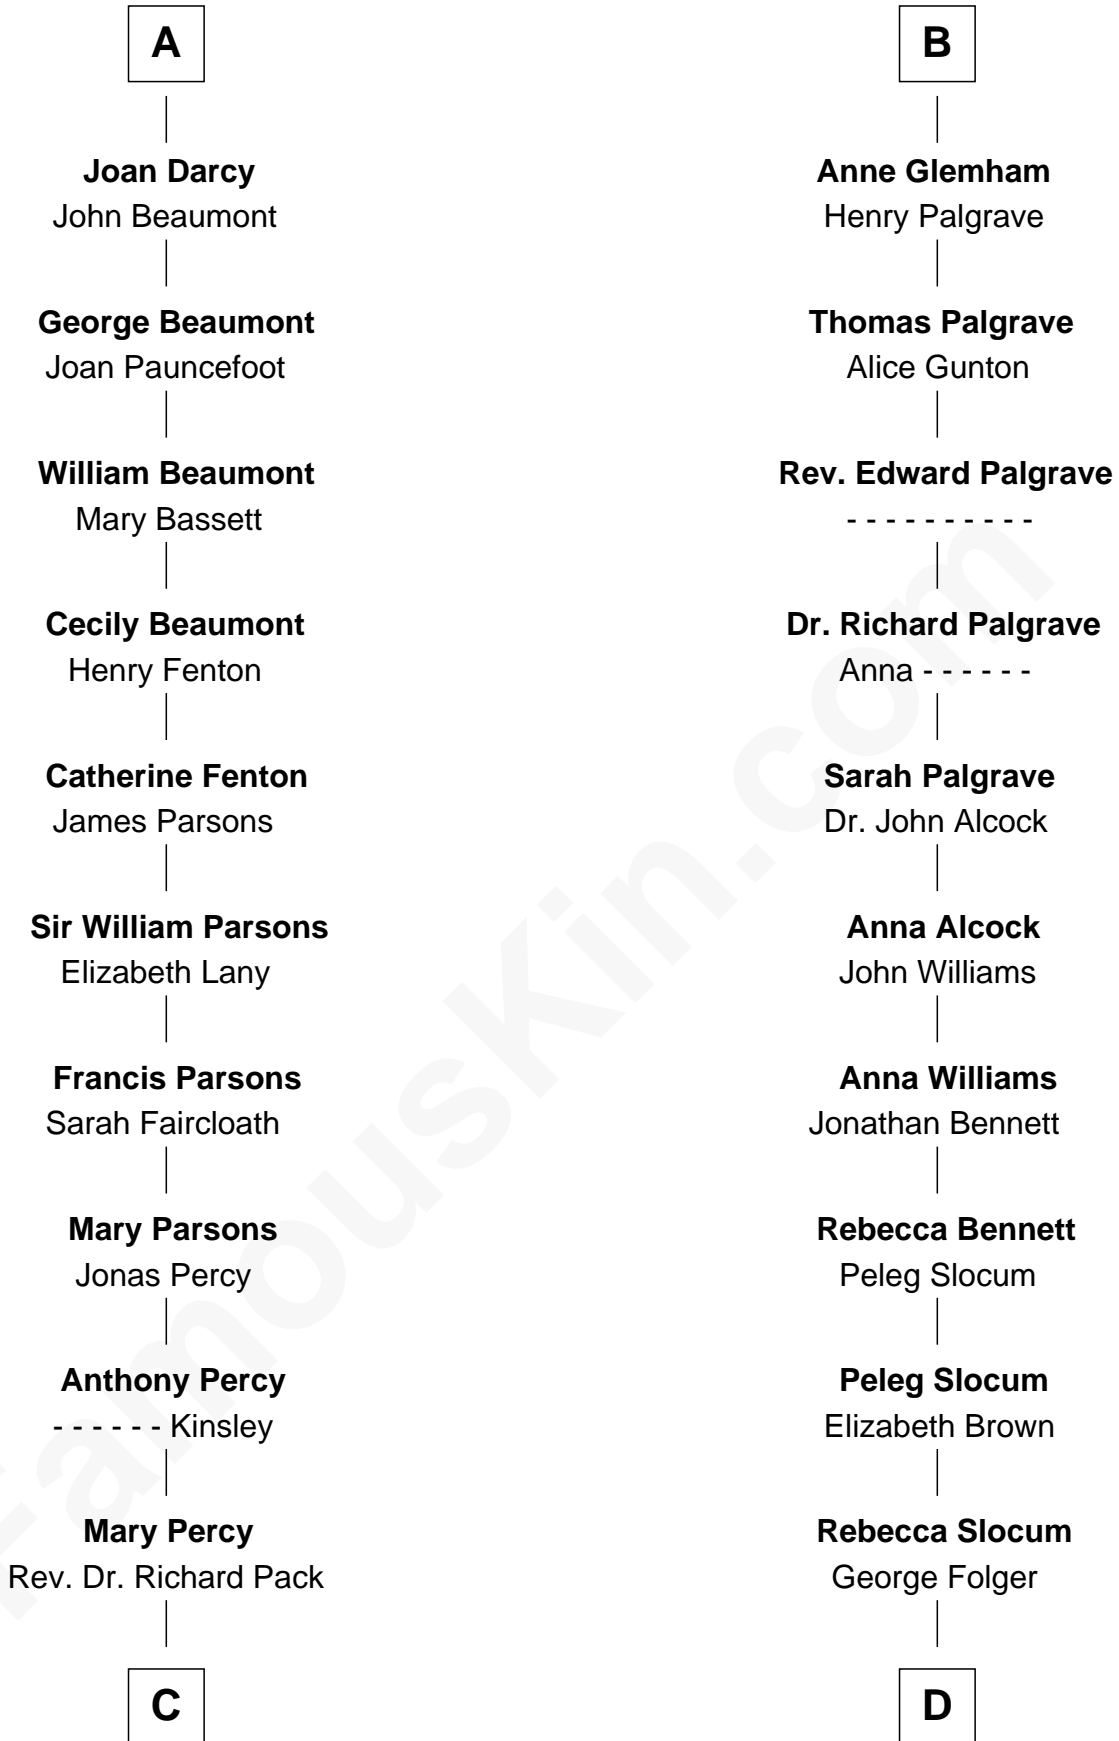 A
Joan Darcy
John Beaumont
George Beaumont
Joan Pauncefoot
William Beaumont
Mary Bassett
Cecily Beaumont
Henry Fenton
Catherine Fenton
James Parsons
Sir William Parsons
Elizabeth Lany
Francis Parsons
Sarah Faircloath
Mary Parsons
Jonas Percy
Anthony Percy
- - - - - - Kinsley
Mary Percy
Rev. Dr. Richard Pack
C
B
Anne Glemham
Henry Palgrave
Thomas Palgrave
Alice Gunton
Rev. Edward Palgrave
- - - - - - - - - -
Dr. Richard Palgrave
Anna - - - - - -
Sarah Palgrave
Dr. John Alcock
Anna Alcock
John Williams
Anna Williams
Jonathan Bennett
Rebecca Bennett
Peleg Slocum
Peleg Slocum
Elizabeth Brown
Rebecca Slocum
George Folger
D
FamousKin.com